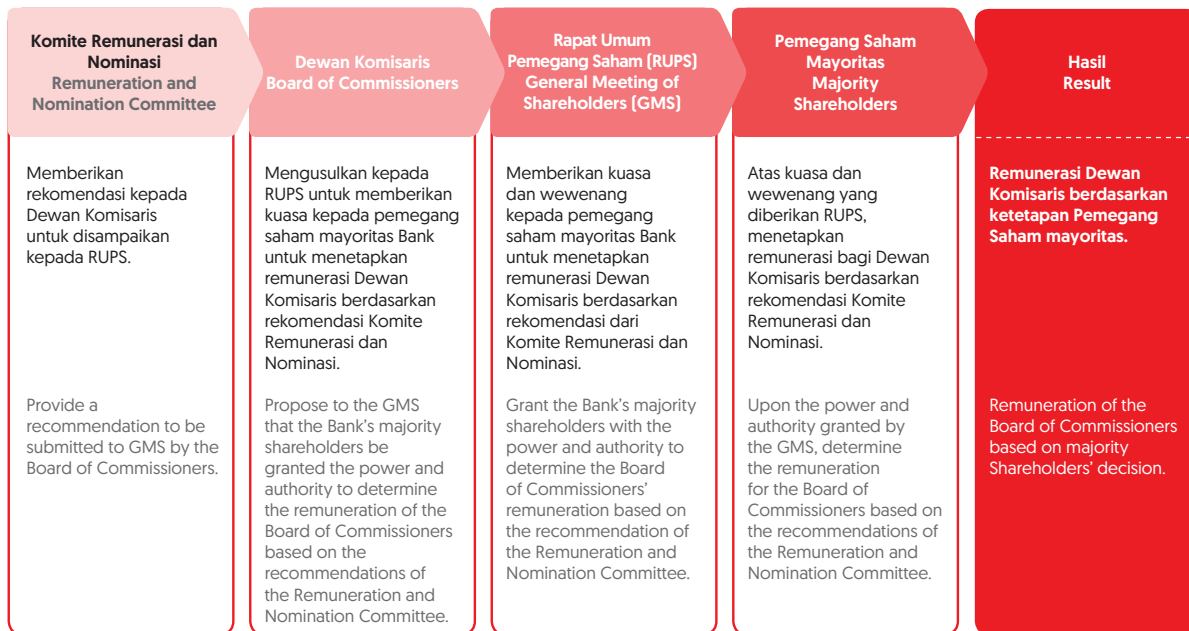 Komite Remunerasi dan
Nominasi
Remuneration and
Nomination Committee
Memberikan
rekomendasi kepada
Dewan Komisaris
untuk disampaikan
kepada RUPS.
Provide a
recommendation to be
submitted to GMS by the
Board of Commissioners.
Dewan Komisaris
Board of Commissioners
Mengusulkan kepada
RUPS untuk memberikan
kuasa kepada pemegang
saham mayoritas Bank
untuk menetapkan
remunerasi Dewan
Komisaris berdasarkan
rekomendasi Komite
Remunerasi dan
Nominasi.
Propose to the GMS
that the Bank's majority
shareholders be
granted the power and
authority to determine
the remuneration of the
Board of Commissioners
based on the
recommendations of
the Remuneration and
Nomination Committee.
Rapat Umum
Pemegang Saham (RUPS)
General Meeting of
Shareholders (GMS)
Memberikan kuasa
dan wewenang
kepada pemegang
saham mayoritas Bank
untuk menetapkan
remunerasi Dewan
Komisaris berdasarkan
rekomendasi dari
Komite Remunerasi dan
Nominasi.
Grant the Bank's majority
shareholders with the
power and authority to
determine the Board
of Commissioners'
remuneration based on
the recommendation of
the Remuneration and
Nomination Committee.
Pemegang Saham
Mayoritas
Majority
Shareholders
Atas kuasa dan
wewenang yang
diberikan RUPS,
menetapkan
remunerasi bagi Dewan
Komisaris berdasarkan
rekomendasi Komite
Remunerasi dan
Nominasi.
Upon the power and
authority granted by
the GMS, determine
the remuneration
for the Board of
Commissioners based on
the recommendations of
the Remuneration and
Nomination Committee.
Hasil
Result
Remunerasi Dewan
Komisaris berdasarkan
ketetapan Pemegang
Saham mayoritas.
Remuneration of the
Board of Commissioners
based on majority
Shareholders' decision.